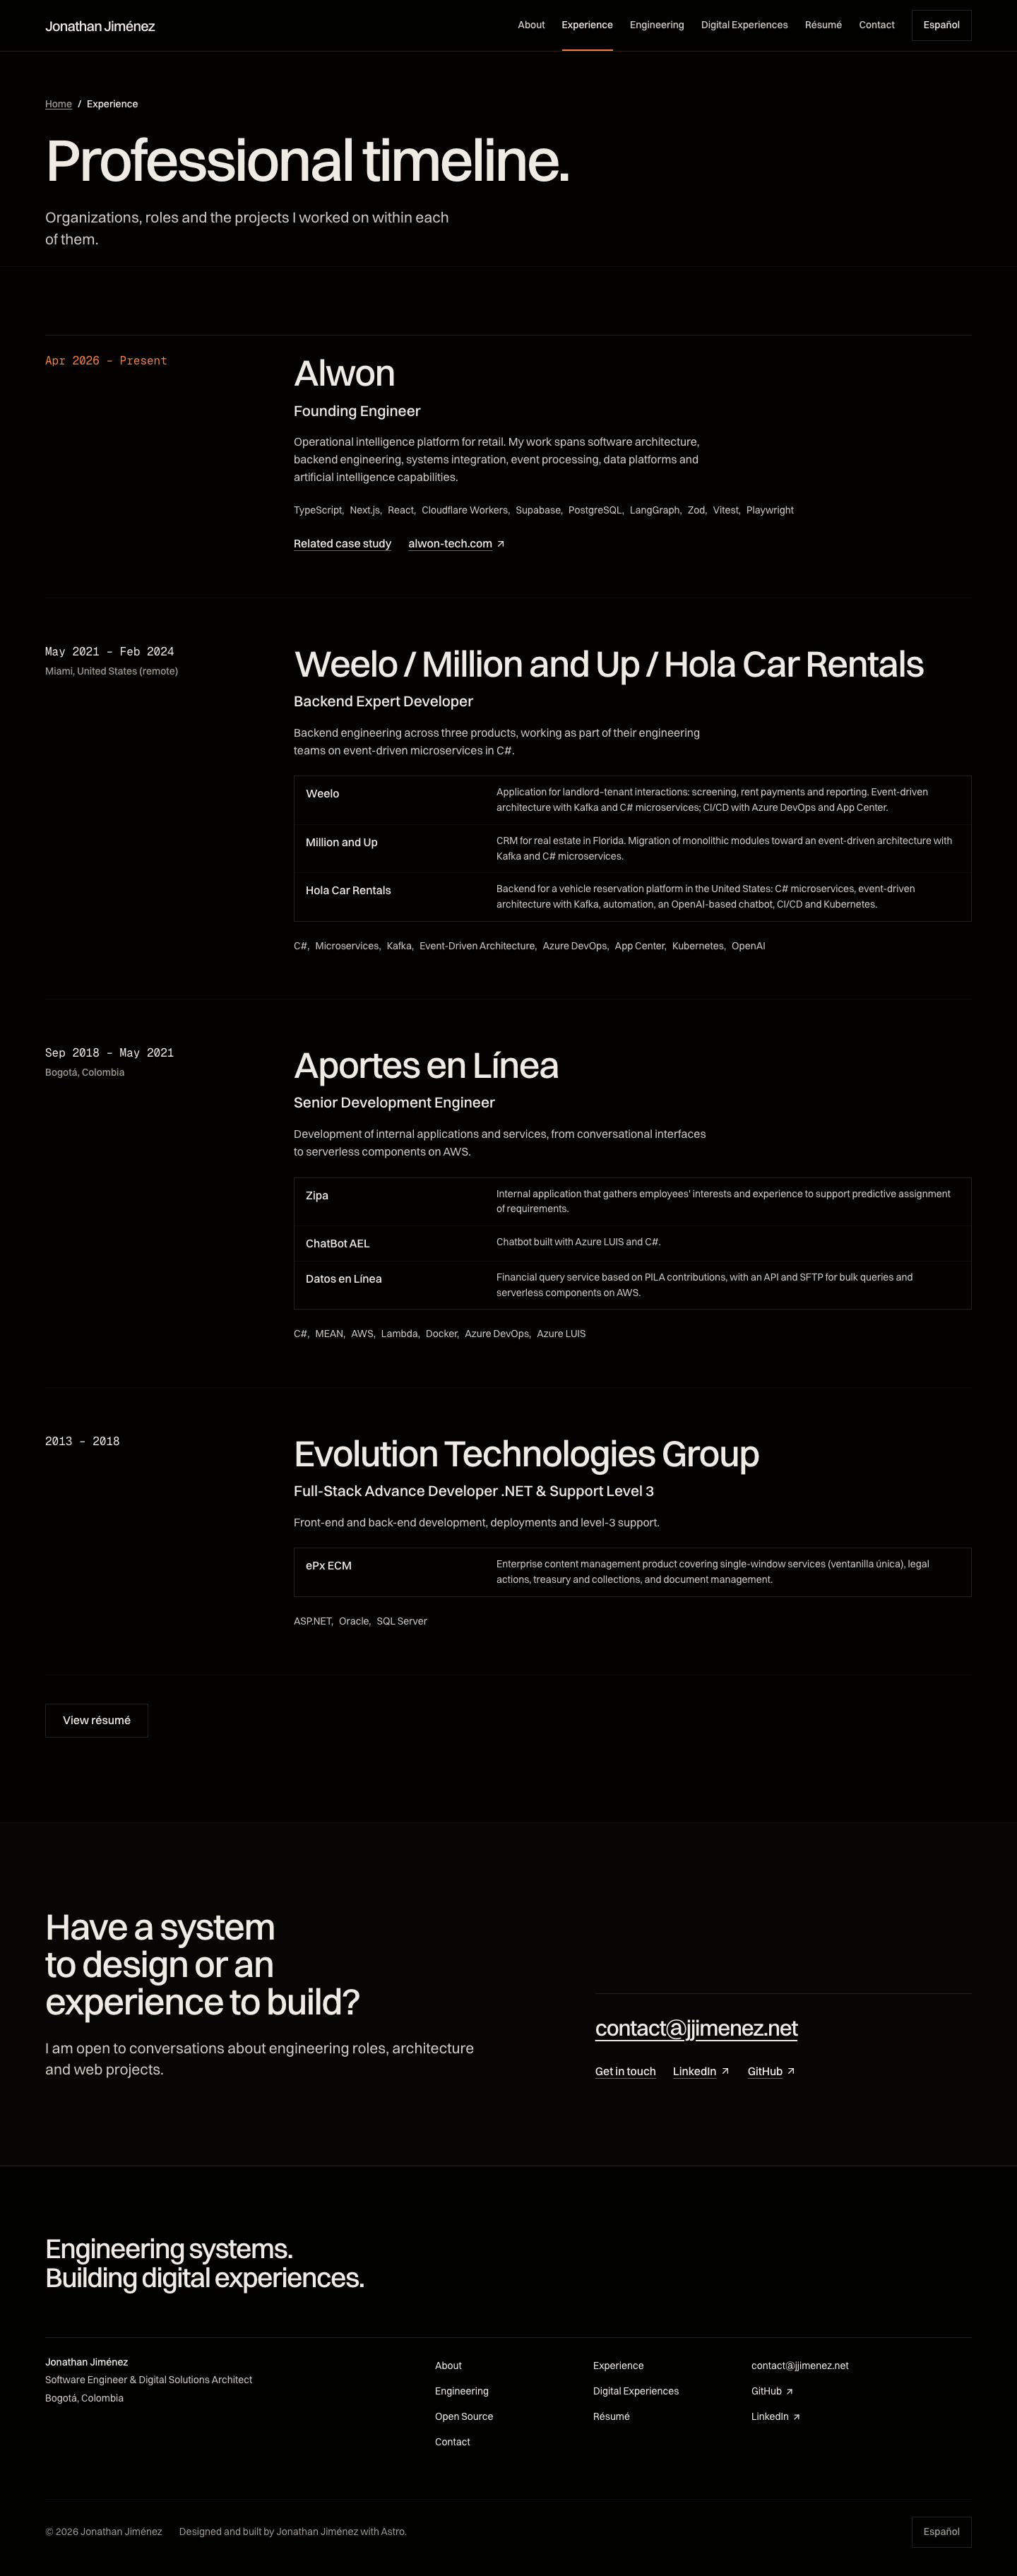 Jonathan Jiménez
About Experience Engineering Digital Experiences Résumé Contact Español
Home / Experience
Professional timeline.
Organizations, roles and the projects I worked on within each
of them.
Apr 2026 – Present
Alwon
Founding Engineer
Operational intelligence platform for retail. My work spans software architecture,
backend engineering, systems integration, event processing, data platforms and
artificial intelligence capabilities.
TypeScript, Next.js, React, Cloudflare Workers, Supabase, PostgreSQL, LangGraph, Zod, Vitest, Playwright
Related case study alwon-tech.com ↗
May 2021 – Feb 2024
Miami, United States (remote)
Weelo / Million and Up / Hola Car Rentals
Backend Expert Developer
Backend engineering across three products, working as part of their engineering
teams on event-driven microservices in C#.
Weelo
Application for landlord–tenant interactions: screening, rent payments and reporting. Event-driven
architecture with Kafka and C# microservices; CI/CD with Azure DevOps and App Center.
Million and Up
CRM for real estate in Florida. Migration of monolithic modules toward an event-driven architecture with
Kafka and C# microservices.
Hola Car Rentals
Backend for a vehicle reservation platform in the United States: C# microservices, event-driven
architecture with Kafka, automation, an OpenAI-based chatbot, CI/CD and Kubernetes.
C#, Microservices, Kafka, Event-Driven Architecture, Azure DevOps, App Center, Kubernetes, OpenAI
Sep 2018 – May 2021
Bogotá, Colombia
Aportes en Línea
Senior Development Engineer
Development of internal applications and services, from conversational interfaces
to serverless components on AWS.
Zipa
Internal application that gathers employees' interests and experience to support predictive assignment
of requirements.
ChatBot AEL
Chatbot built with Azure LUIS and C#.
Datos en Línea
Financial query service based on PILA contributions, with an API and SFTP for bulk queries and
serverless components on AWS.
C#, MEAN, AWS, Lambda, Docker, Azure DevOps, Azure LUIS
2013 – 2018
Evolution Technologies Group
Full-Stack Advance Developer .NET & Support Level 3
Front-end and back-end development, deployments and level-3 support.
ePx ECM
Enterprise content management product covering single-window services (ventanilla única), legal
actions, treasury and collections, and document management.
ASP.NET, Oracle, SQL Server
View résumé
Have a system
to design or an
experience to build?
I am open to conversations about engineering roles, architecture
and web projects.
contact@jjimenez.net
Get in touch LinkedIn ↗ GitHub ↗
Engineering systems.
Building digital experiences.
Jonathan Jiménez
Software Engineer & Digital Solutions Architect
Bogotá, Colombia
About
Engineering
Open Source
Contact
Experience
Digital Experiences
Résumé
contact@jjimenez.net
GitHub ↗
LinkedIn ↗
© 2026 Jonathan Jiménez Designed and built by Jonathan Jiménez with Astro.
Español